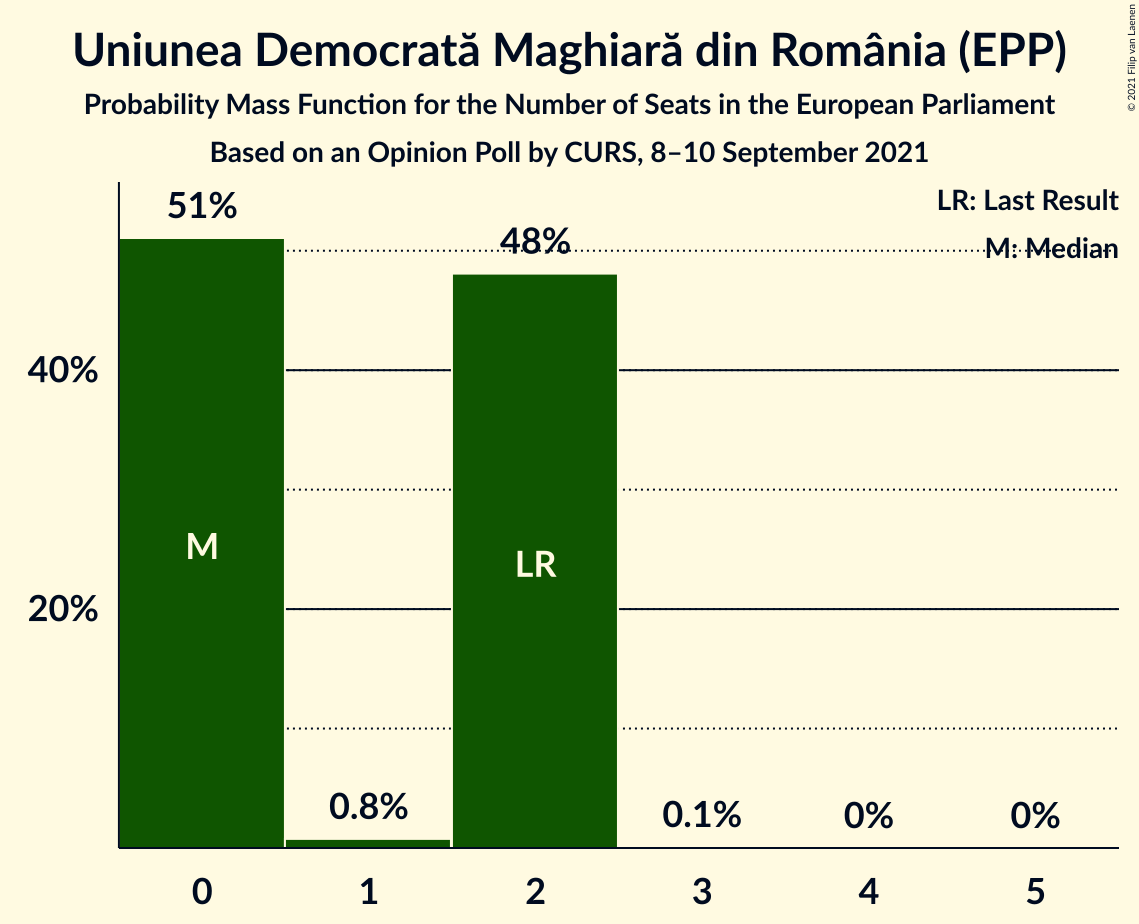 Uniunea Democrată Maghiară din România (EPP)
Probability Mass Function for the Number of Seats in the European Parliament
Based on an Opinion Poll by CURS, 8–10 September 2021
© 2021 Filip van Laenen
LR: Last Result
M: Median
51%
48%
40%
M
LR
20%
0.8%
0.1%
0%
0%
0
1
2
3
4
5